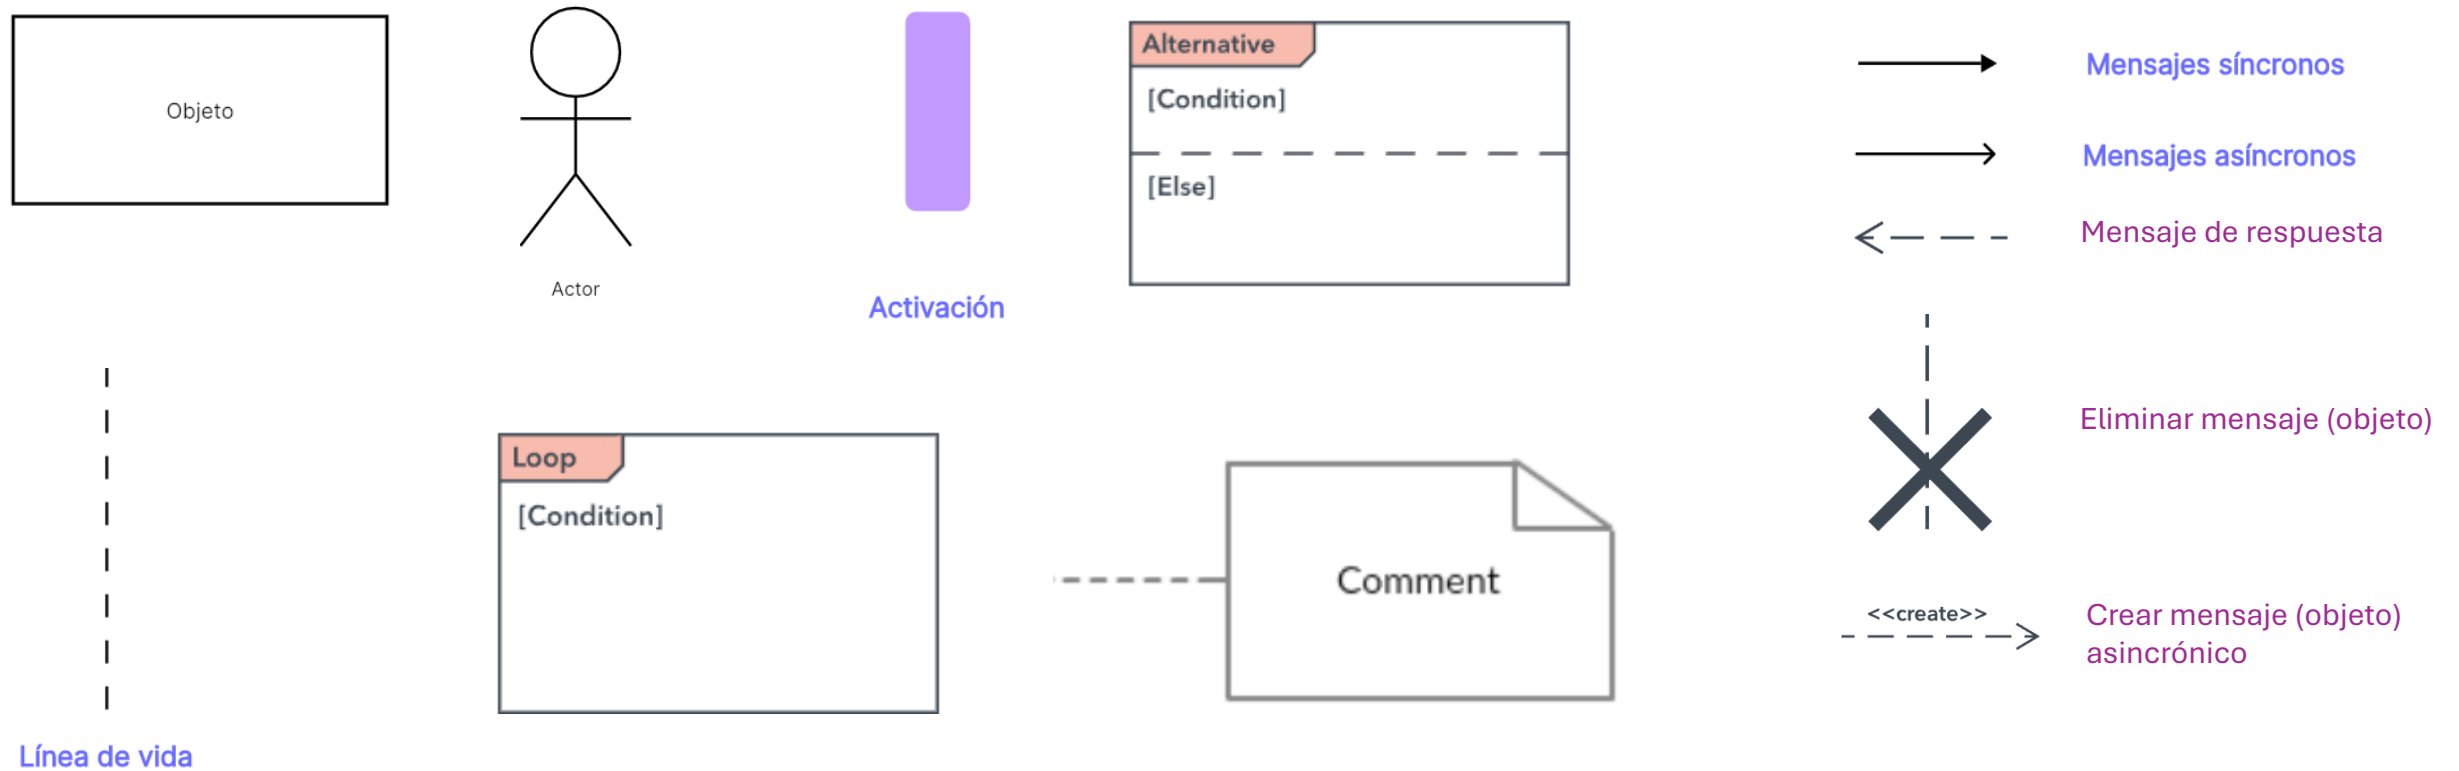 Objeto
Actor
Activación
Alternative
[Condition]
[Else]
Mensajes síncronos
Mensajes asíncronos
Mensaje de respuesta
Línea de vida
Loop
[Condition]
Comment
Eliminar mensaje (objeto)
<<create>>
Crear mensaje (objeto)
asincrónico